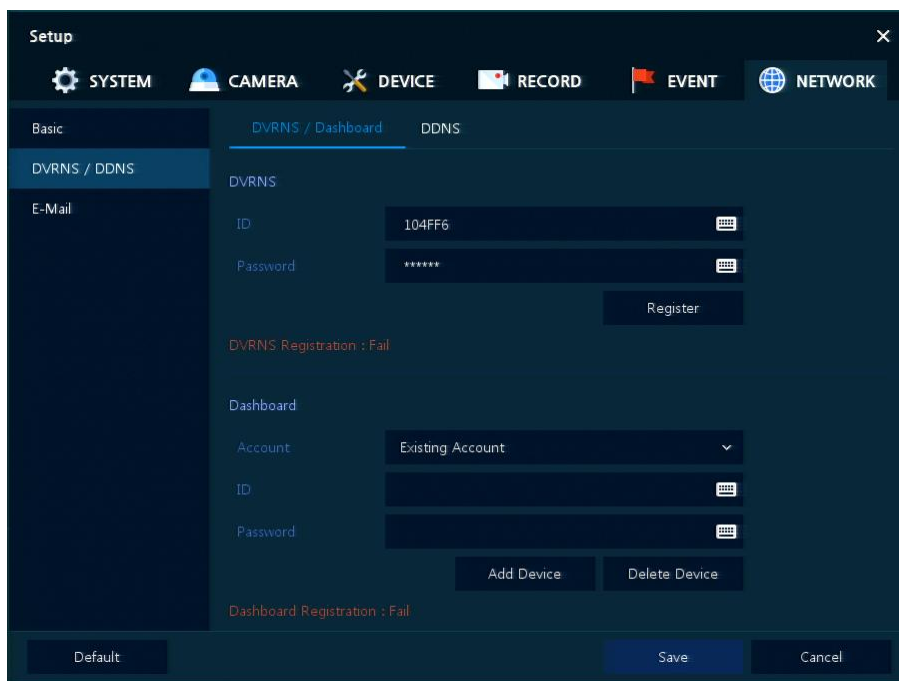 Setup
SYSTEM CAMERA DEVICE RECORD EVENT NETWORK
Basic
DVRNS / DDNS
E-Mail
DVRNS / Dashboard DDNS
DVRNS
ID 104FF6
Password ******
Register
DVRNS Registration : Fail
Dashboard
Account Existing Account
ID
Password
Add Device Delete Device
Dashboard Registration : Fail
Default Save Cancel